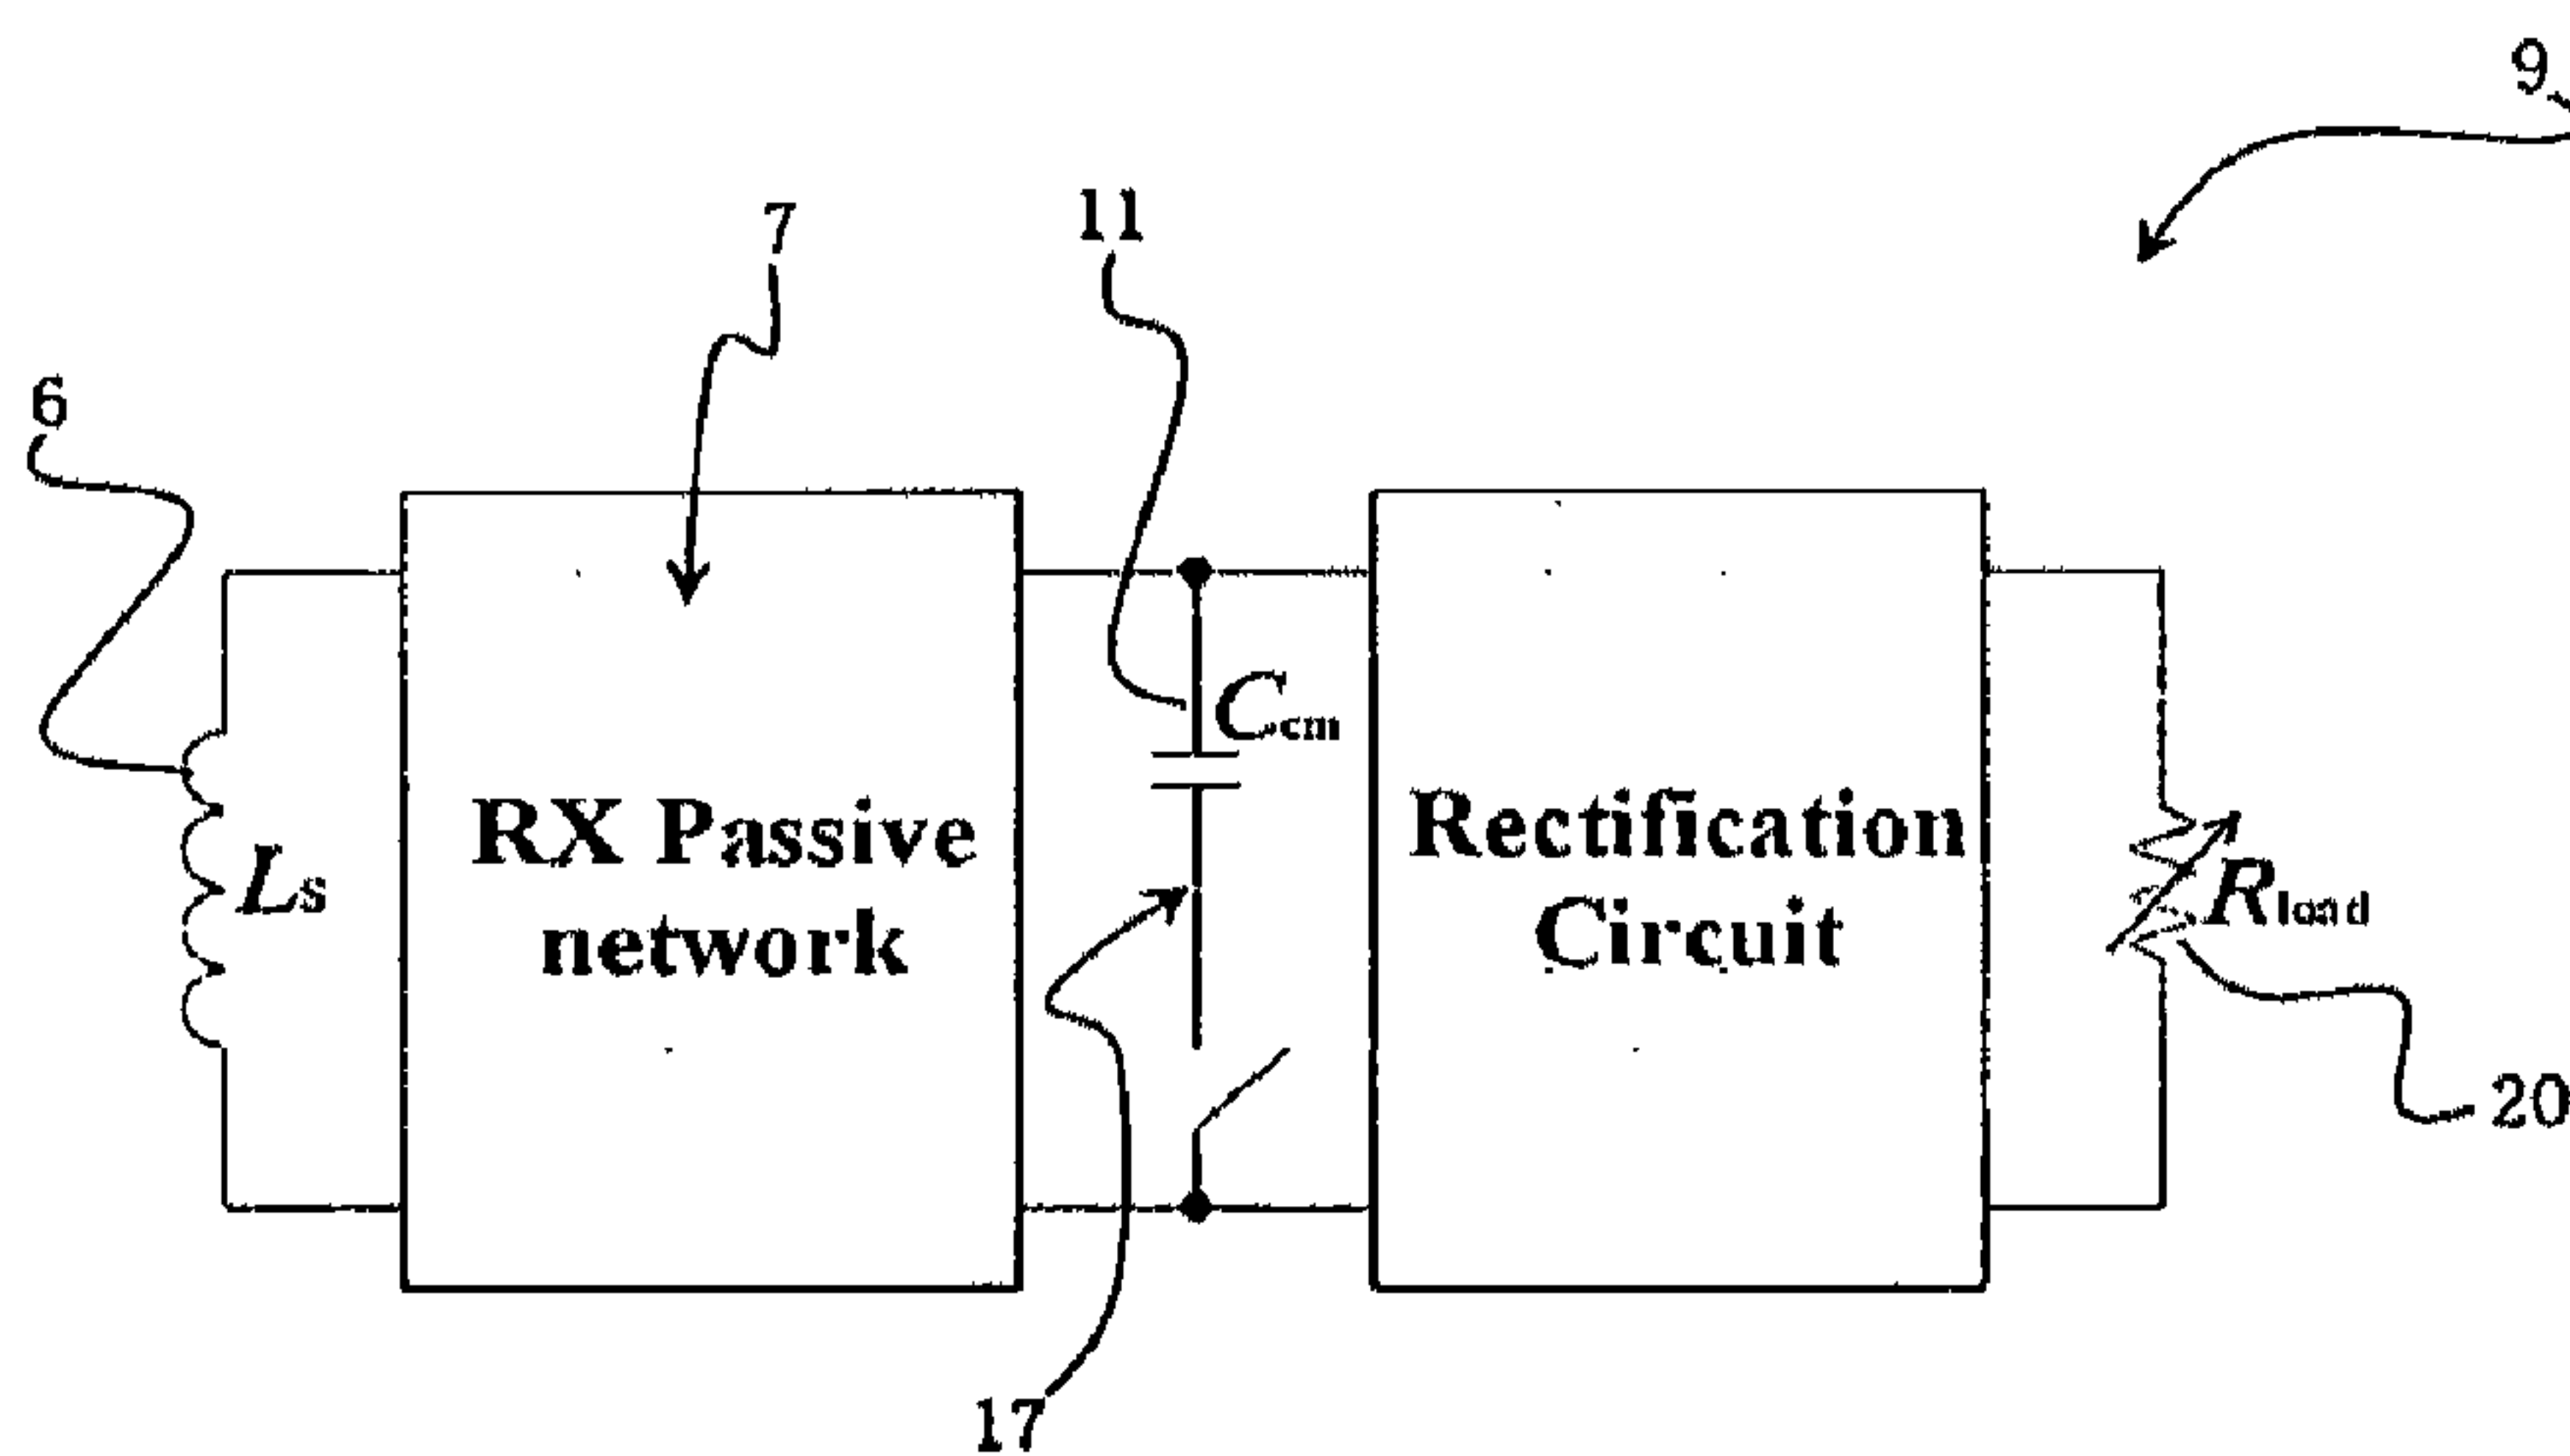 9
7
11
6
Ccm
RX Passive
network
Ls
Rectification
Circuit
Rload
20
17